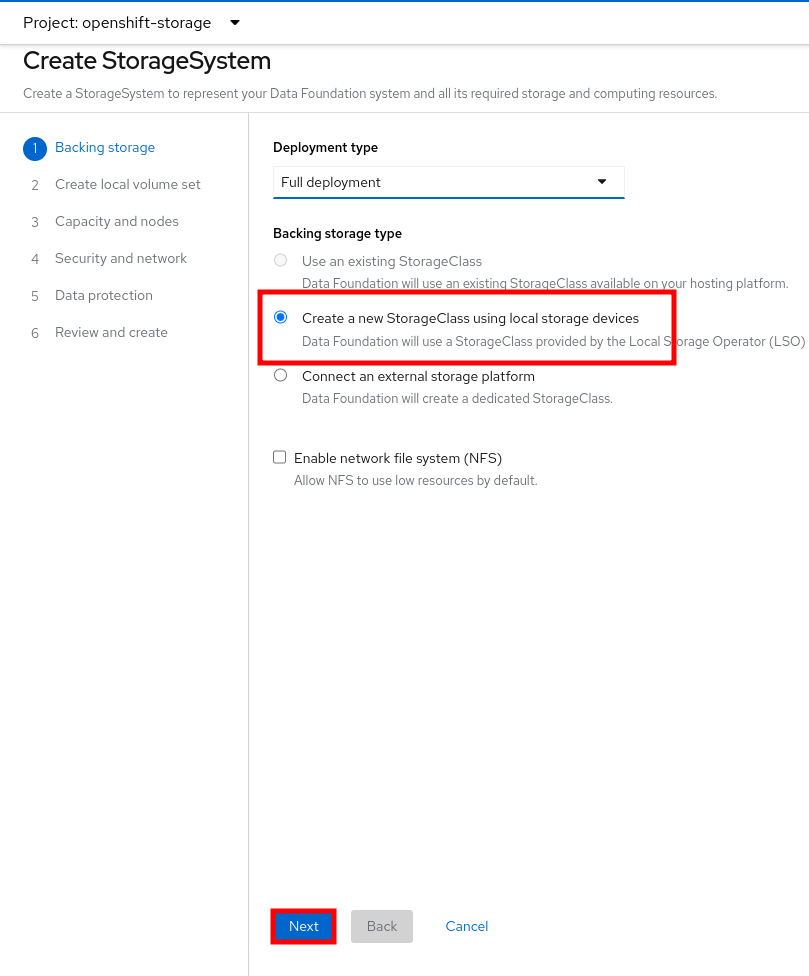 Project: openshift-storage
Create StorageSystem
Create a StorageSystem to represent your Data Foundation system and all its required storage and computing resources.
1 Backing storage
2 Create local volume set
3 Capacity and nodes
4 Security and network
5 Data protection
6 Review and create
Deployment type
Full deployment
Backing storage type
Use an existing StorageClass
Data Foundation will use an existing StorageClass available on your hosting platform.
Create a new StorageClass using local storage devices
Data Foundation will use a StorageClass provided by the Local Storage Operator (LSO)
Connect an external storage platform
Data Foundation will create a dedicated StorageClass.
Enable network file system (NFS)
Allow NFS to use low resources by default.
Next Back Cancel